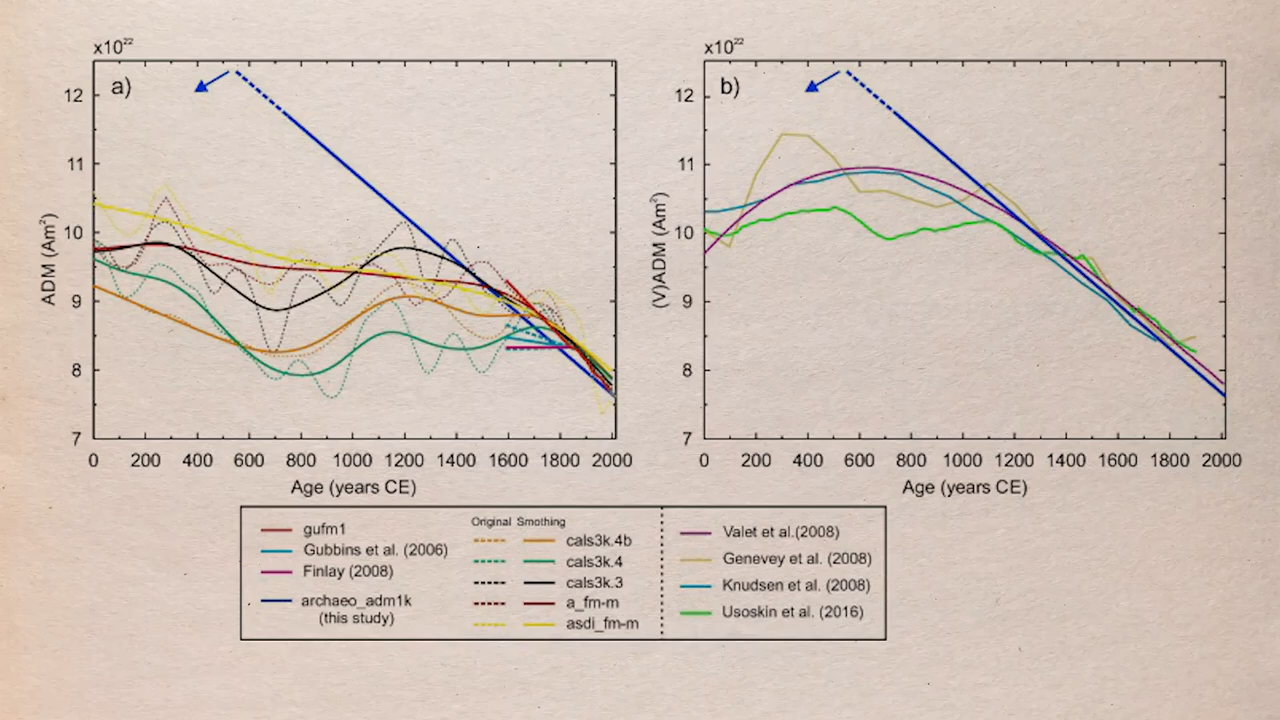 x10²²
a)
12
11
10
9
8
7
ADM (Am²)
0 200 400 600 800 1000 1200 1400 1600 1800 2000
Age (years CE)
x10²²
b)
12
11
10
9
8
7
(V)ADM (Am²)
0 200 400 600 800 1000 1200 1400 1600 1800 2000
Age (years CE)
gufm1
Gubbins et al. (2006)
Finlay (2008)
archaeo_adm1k
(this study)
Original Smothing
cals3k.4b
cals3k.4
cals3k.3
a_fm-m
asdi_fm-m
Valet et al.(2008)
Genevey et al. (2008)
Knudsen et al. (2008)
Usoskin et al. (2016)